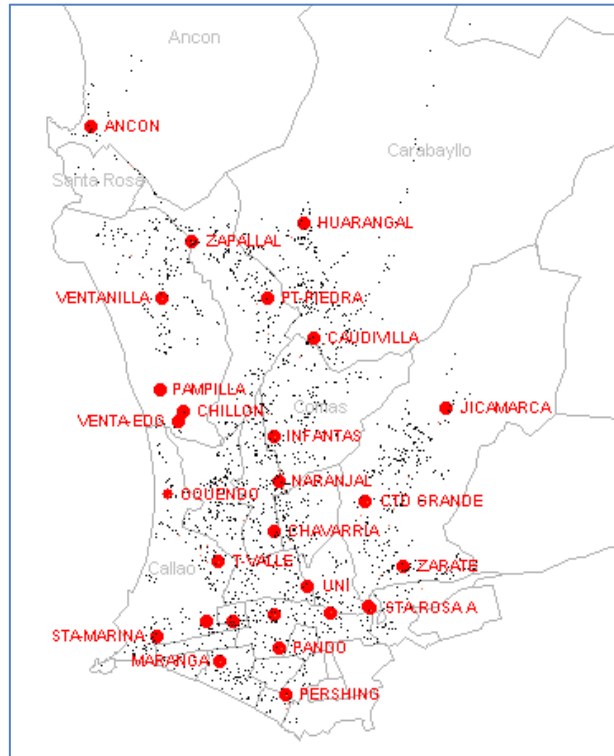 Ancon
ANCON
Carabayllo
Santa Rosa
HUARANGAL
ZAPALLAL
VENTANILLA
PT-PIEDRA
CAUDIVILLA
PAMPILLA
CHILLON
Comas
JICAMARCA
VENTA-EDG
INFANTAS
NARANJAL
OQUENDO
CTO GRANDE
CHAVARRIA
T-VALLE
Callao
ZARATE
UNI
STA-ROSA A
STA-MARINA
PANDO
MARANGA
PERSHING